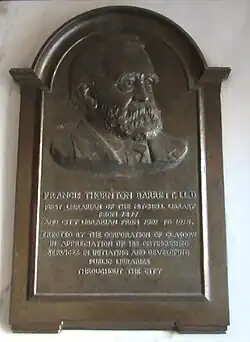 FRANCIS THORNTON BARRETT LL.D
FIRST LIBRARIAN OF THE MITCHELL LIBRARY
FROM 1877
AND CITY LIBRARIAN FROM 1901 TO
ERECTED BY THE CORPORATION OF GLASGOW
IN APPRECIATION OF HIS DISTINGUISHED
SERVICES IN INITIATING AND DEVELOPING
PUBLIC LIBRARIES
THROUGHOUT THE CITY